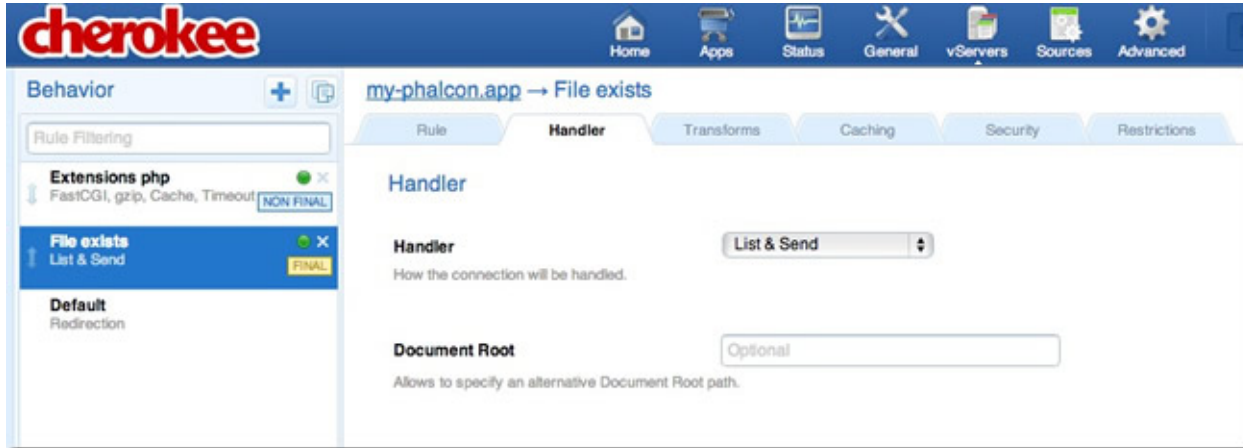 cherokee
Home Apps Status General vServers Sources Advanced
Behavior
Rule Filtering
Extensions php
FastCGI, gzip, Cache, Timeout
NON FINAL
File exists
List & Send
FINAL
Default
Redirection
my-phalcon.app → File exists
Rule Handler Transforms Caching Security Restrictions
Handler
Handler
List & Send
How the connection will be handled.
Document Root
Optional
Allows to specify an alternative Document Root path.